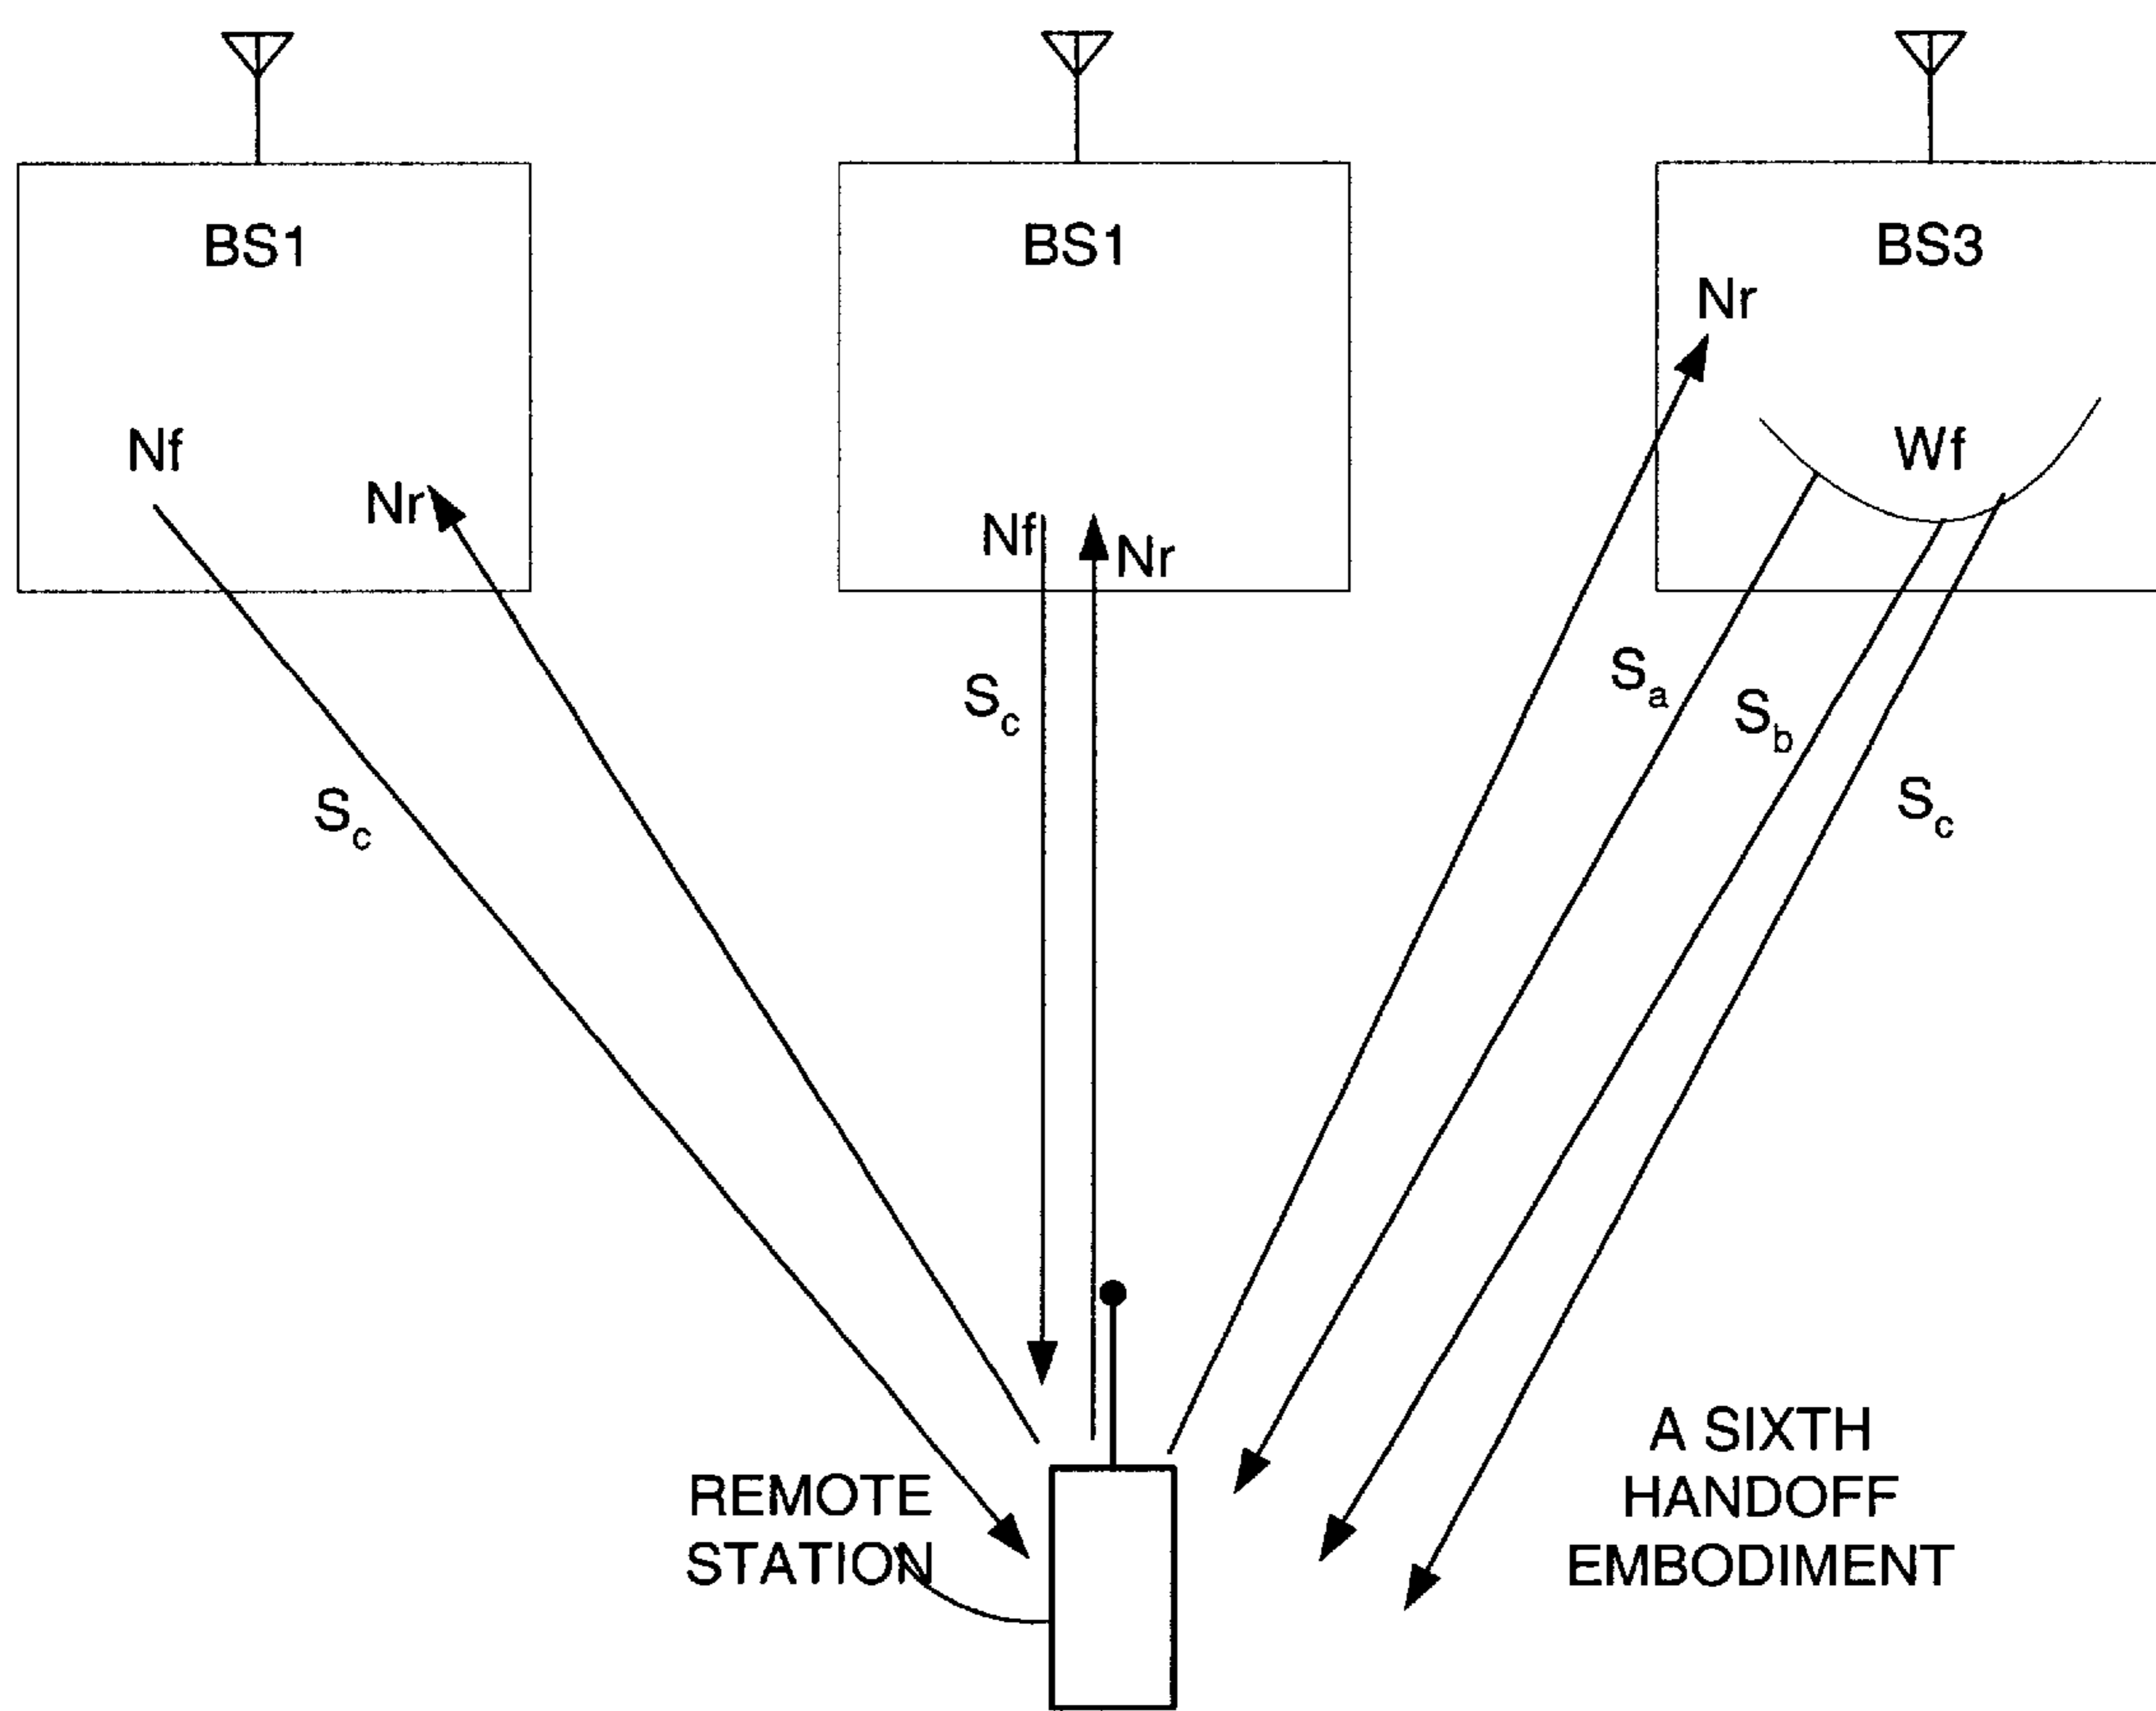 BS1
BS1
BS3
Nr
Nf
Nr
Nf
Nr
Wf
Sc
Sc
Sa
Sb
Sc
REMOTE
STATION
A SIXTH
HANDOFF
EMBODIMENT